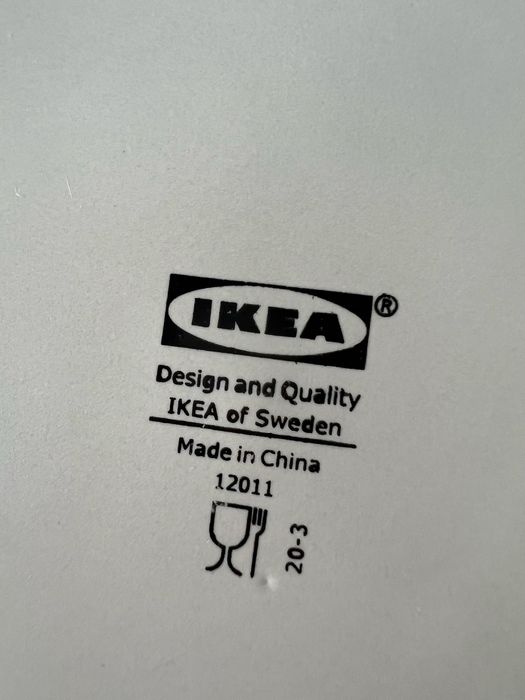 IKEA®
Design and Quality
IKEA of Sweden
Made in China
12011
20-3